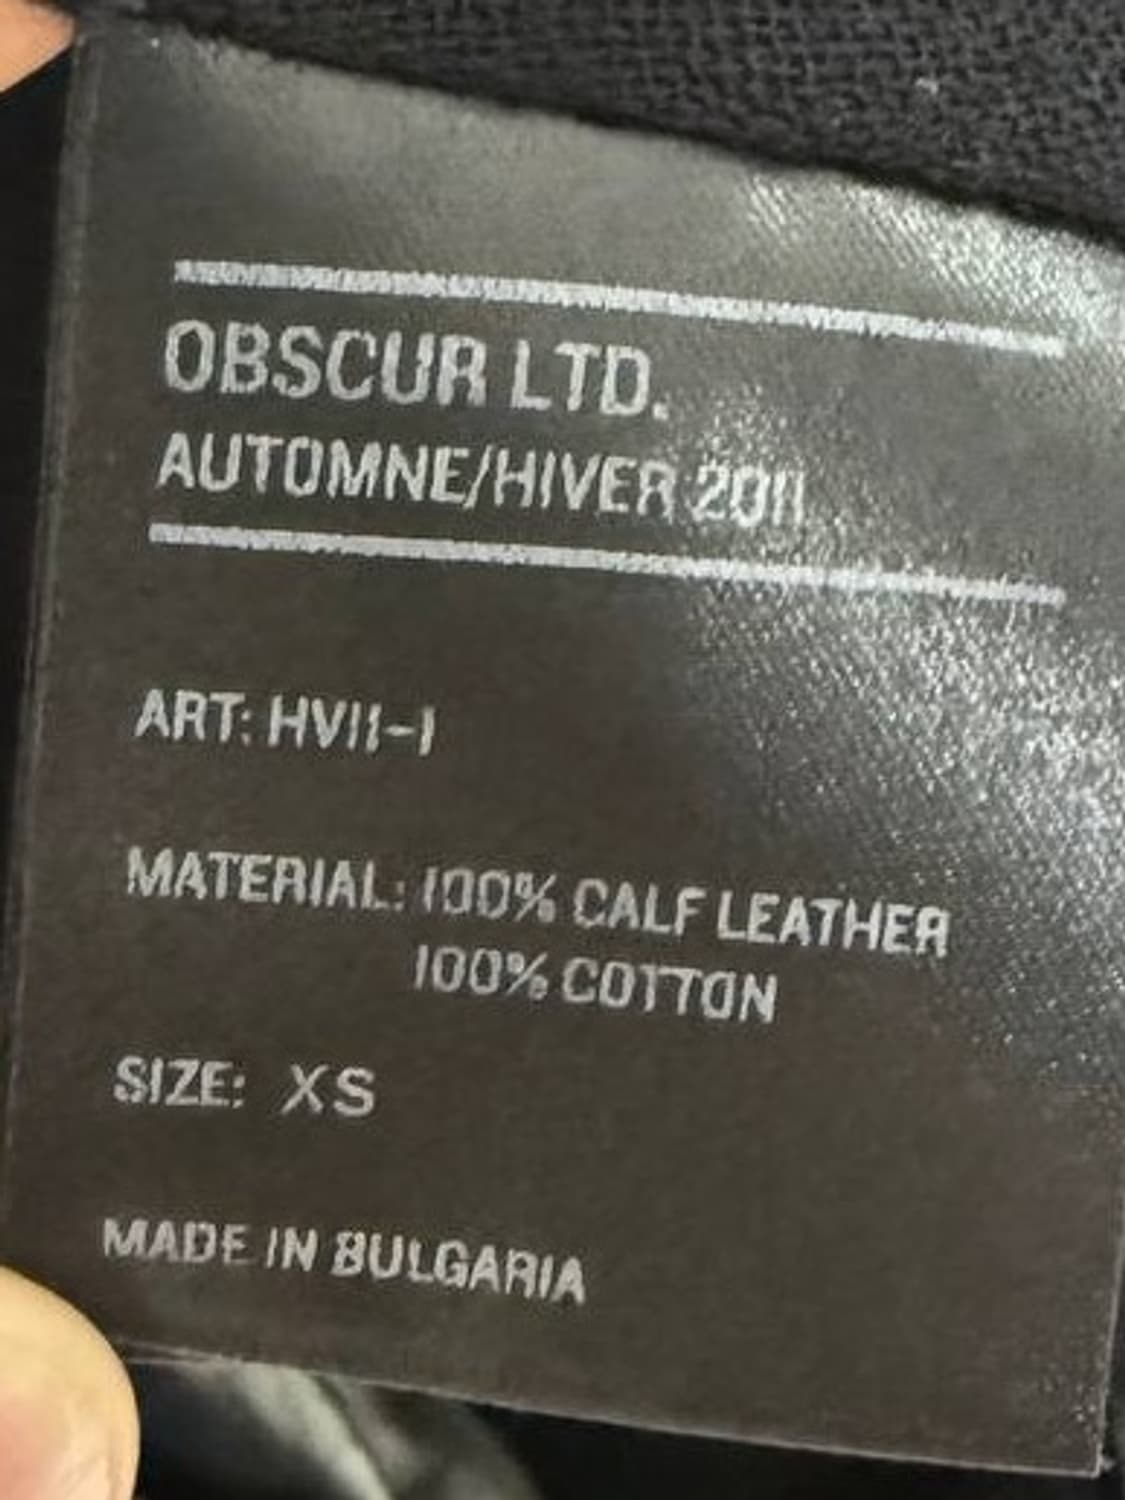 OBSCUR LTD.
AUTOMNE/HIVER 2011
ART: HV11-1
MATERIAL: 100% CALF LEATHER
100% COTTON
SIZE: XS
MADE IN BULGARIA